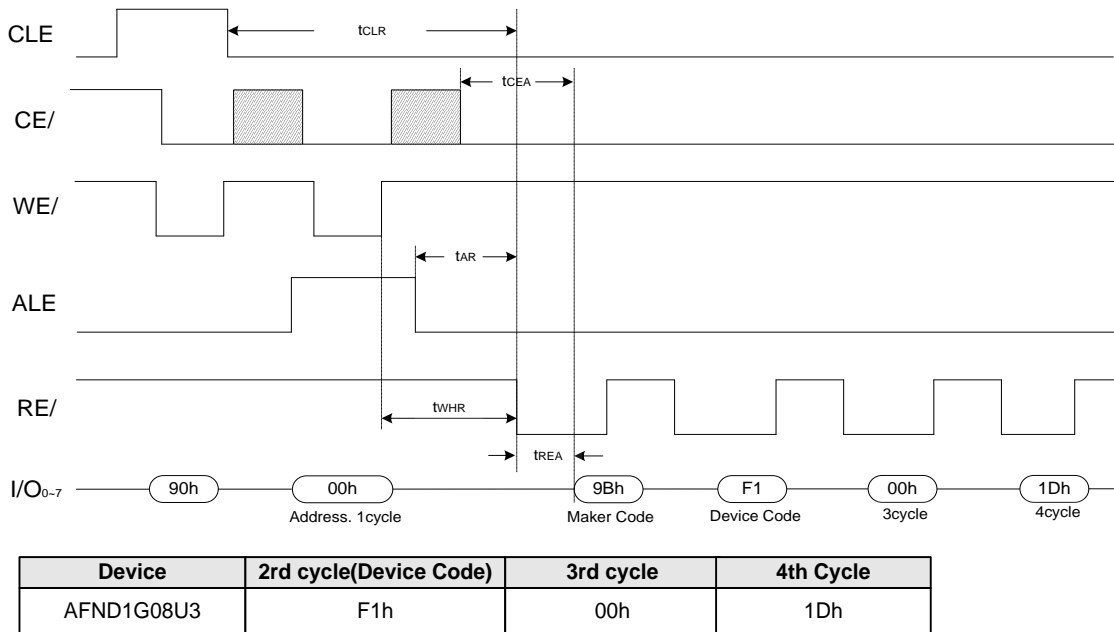 CLE
tCLR
tCEA
CE/
WE/
tAR
ALE
RE/
tWHR
tREA
I/O0~7 90h 00h 9Bh F1 00h 1Dh
Address. 1cycle Maker Code Device Code 3cycle 4cycle
Device 2rd cycle(Device Code) 3rd cycle 4th Cycle
AFND1G08U3 F1h 00h 1Dh